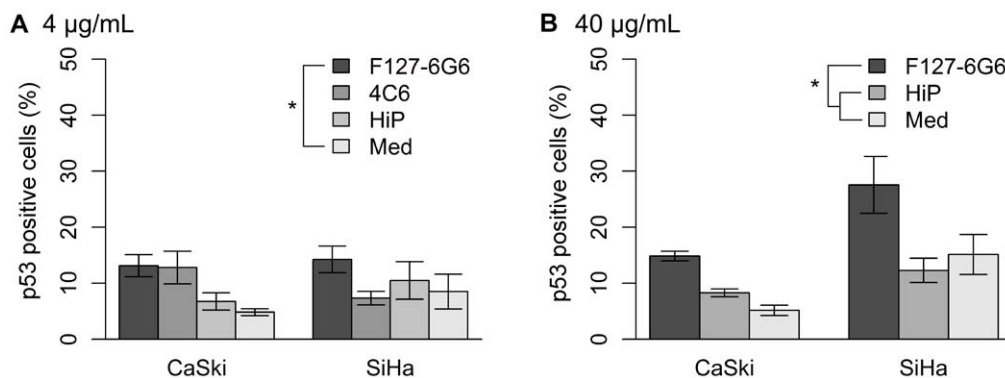 A 4 µg/mL
p53 positive cells (%)
50
40
30
20
10
0
*
F127-6G6
4C6
HiP
Med
CaSki SiHa
B 40 µg/mL
p53 positive cells (%)
50
40
30
20
10
0
*
F127-6G6
HiP
Med
CaSki SiHa